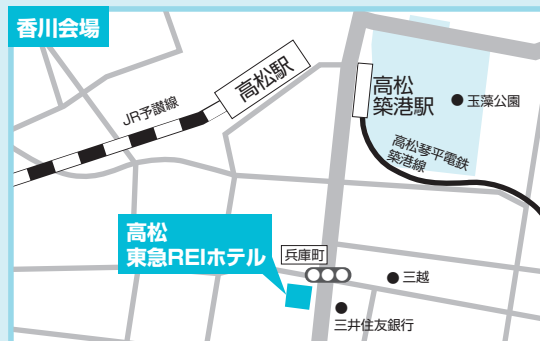 香川会場
高松駅
JR予讃線
高松
築港駅
玉藻公園
高松琴平電鉄
築港線
高松
東急REIホテル
兵庫町
三越
三井住友銀行